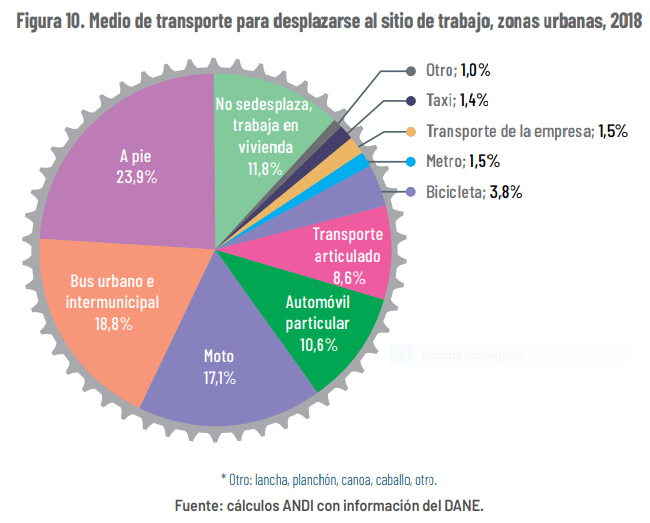 Figura 10. Medio de transporte para desplazarse al sitio de trabajo, zonas urbanas, 2018
Otro; 1,0%
Taxi; 1,4%
Transporte de la empresa; 1,5%
Metro; 1,5%
Bicicleta; 3,8%
No sedesplaza,
trabaja en
vivienda
11,8%
A pie
23,9%
Transporte
articulado
8,6%
Bus urbano e
intermunicipal
18,8%
Automóvil
particular
10,6%
Moto
17,1%
Recorte rectangular
* Otro: lancha, planchón, canoa, caballo, otro.
Fuente: cálculos ANDI con información del DANE.